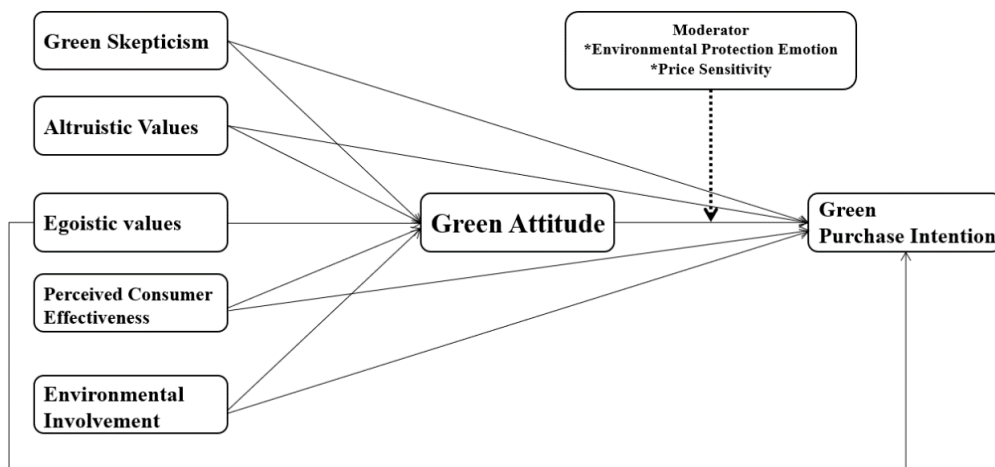 Green Skepticism
Moderator
*Environmental Protection Emotion
*Price Sensitivity
Altruistic Values
Egoistic values
Green Attitude
Green
Purchase Intention
Perceived Consumer
Effectiveness
Environmental
Involvement